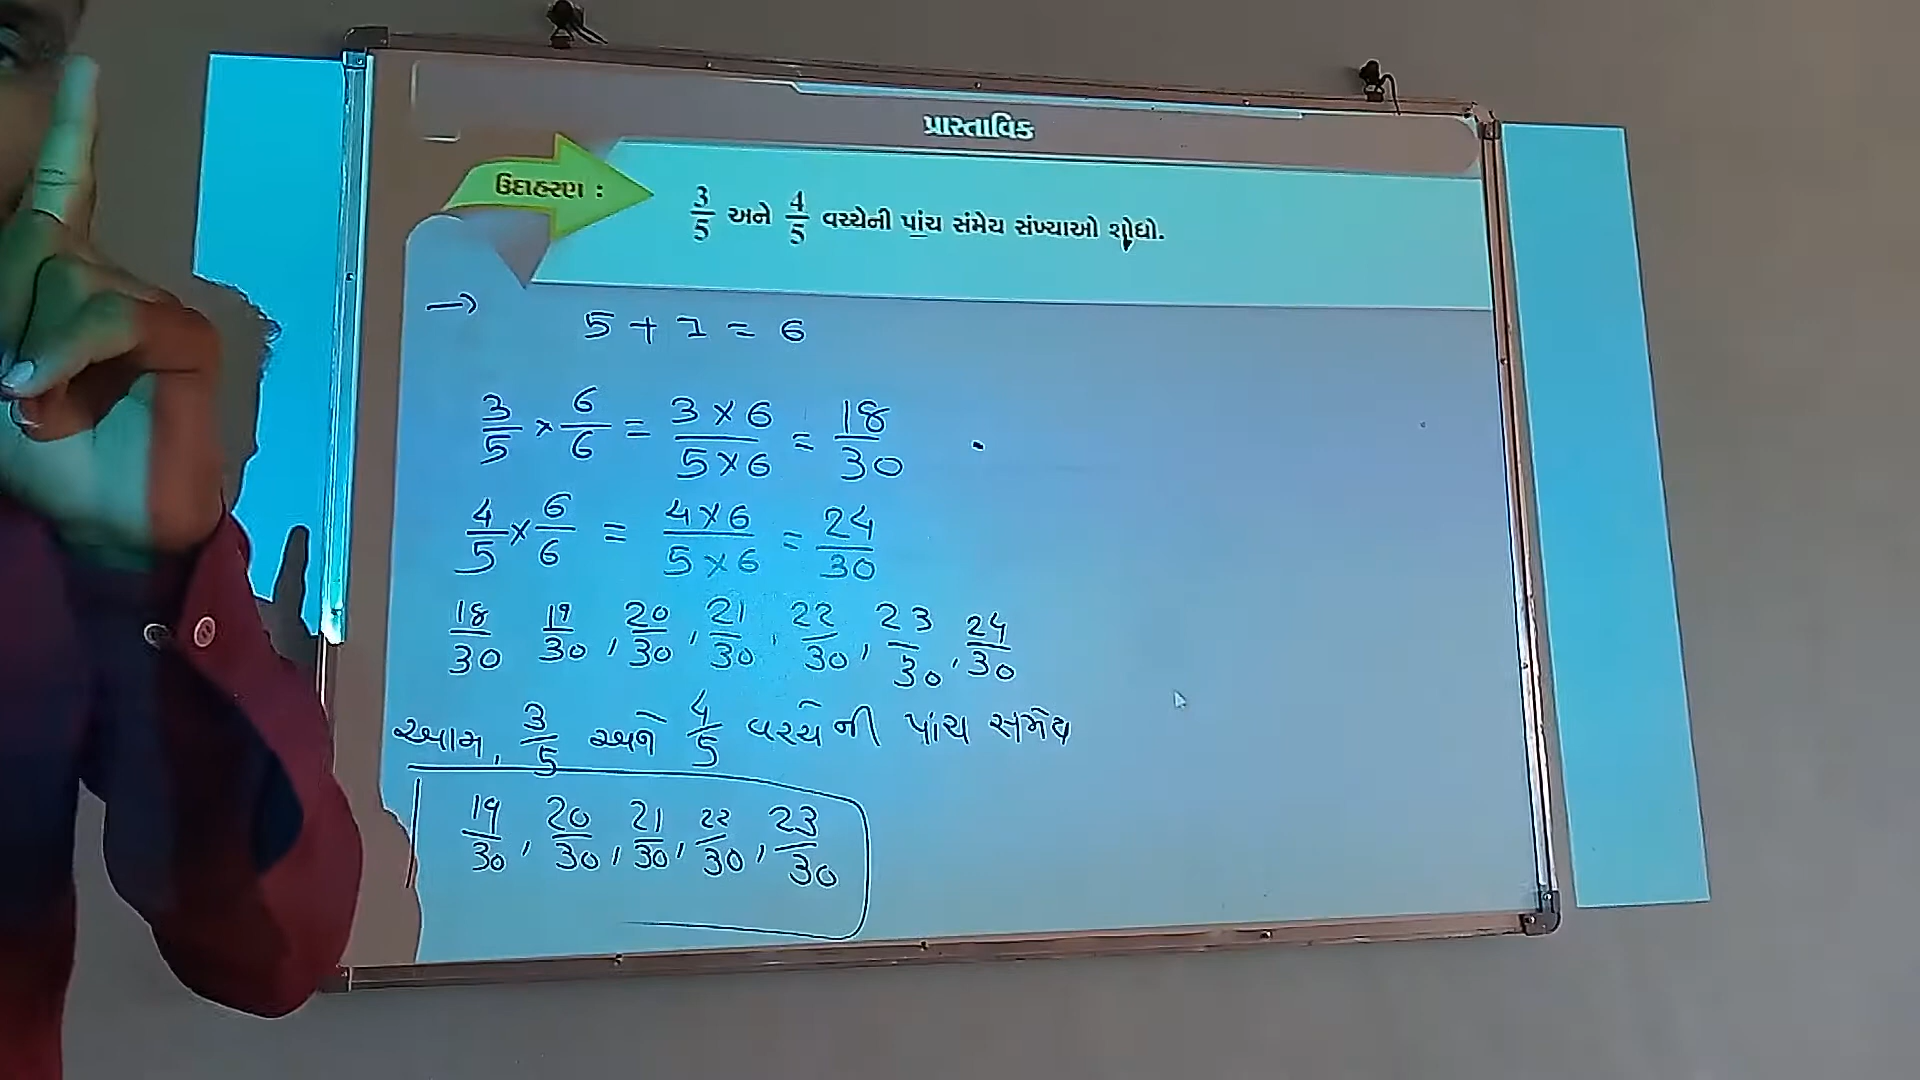 પ્રાસ્તાવિક
ઉદાહરણ :
3/5 અને 4/5 વચ્ચેની પાંચ સંમેય સંખ્યાઓ શોધો.
→ 5 + 1 = 6
3/5 × 6/6 = 3 × 6/5 × 6 = 18/30
4/5 × 6/6 = 4 × 6/5 × 6 = 24/30
18/30 19/30 , 20/30 , 21/30 , 22/30 , 23/30 , 24/30
આમ, 3/5 અને 4/5 વચ્ચેની પાંચ સંમેય
19/30 , 20/30 , 21/30 , 22/30 , 23/30